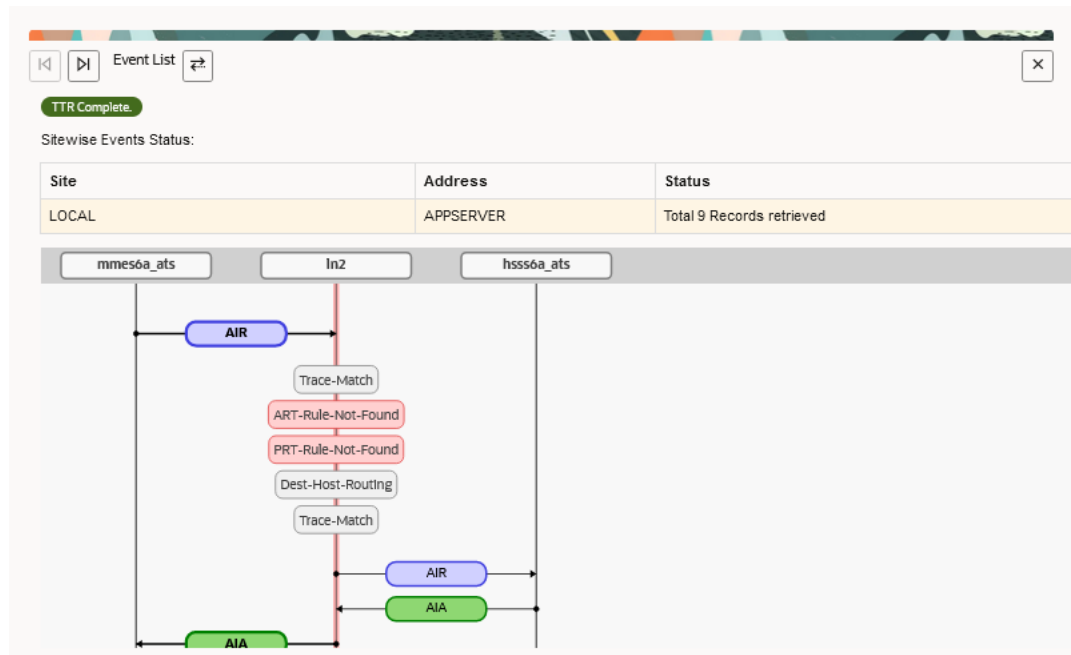 Event List
TTR Complete.
Sitewise Events Status:
Site Address Status
LOCAL APPSERVER Total 9 Records retrieved
mmes6a_ats ln2 hsss6a_ats
AIR
Trace-Match
ART-Rule-Not-Found
PRT-Rule-Not-Found
Dest-Host-Routing
Trace-Match
AIR
AIA
AIA